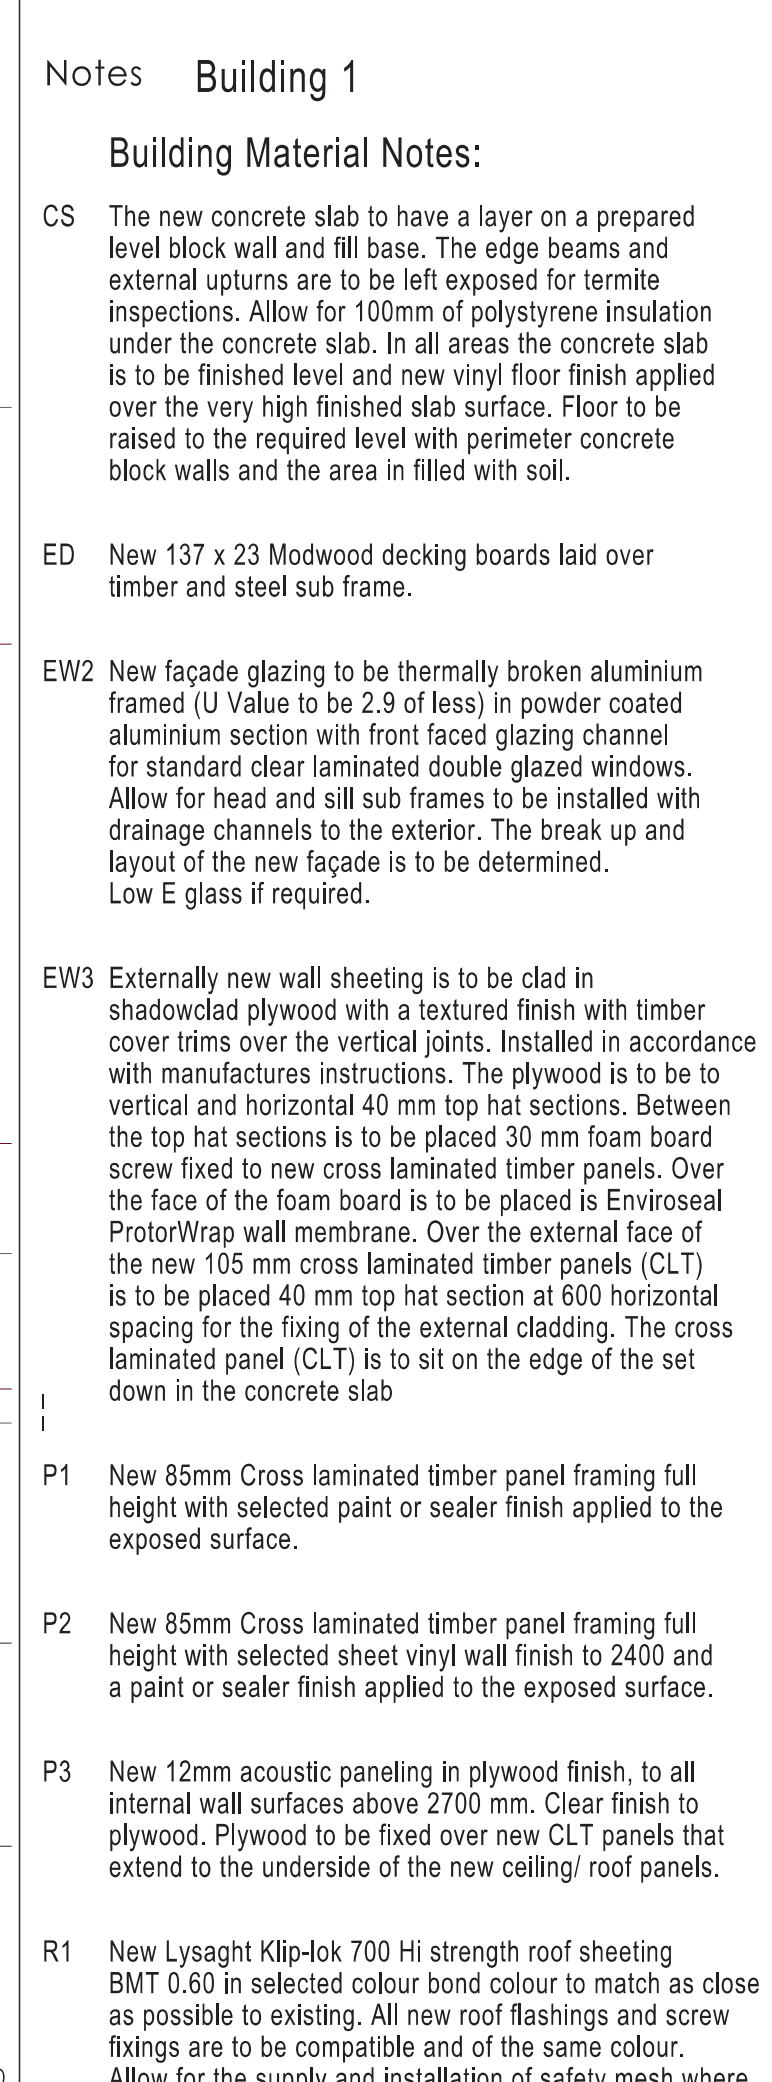 Notes Building 1
Building Material Notes:
CS The new concrete slab to have a layer on a prepared
level block wall and fill base. The edge beams and
external upturns are to be left exposed for termite
inspections. Allow for 100mm of polystyrene insulation
under the concrete slab. In all areas the concrete slab
is to be finished level and new vinyl floor finish applied
over the very high finished slab surface. Floor to be
raised to the required level with perimeter concrete
block walls and the area in filled with soil.
ED New 137 x 23 Modwood decking boards laid over
timber and steel sub frame.
EW2 New façade glazing to be thermally broken aluminium
framed (U Value to be 2.9 of less) in powder coated
aluminium section with front faced glazing channel
for standard clear laminated double glazed windows.
Allow for head and sill sub frames to be installed with
drainage channels to the exterior. The break up and
layout of the new façade is to be determined.
Low E glass if required.
EW3 Externally new wall sheeting is to be clad in
shadowclad plywood with a textured finish with timber
cover trims over the vertical joints. Installed in accordance
with manufactures instructions. The plywood is to be to
vertical and horizontal 40 mm top hat sections. Between
the top hat sections is to be placed 30 mm foam board
screw fixed to new cross laminated timber panels. Over
the face of the foam board is to be placed is Enviroseal
ProtorWrap wall membrane. Over the external face of
the new 105 mm cross laminated timber panels (CLT)
is to be placed 40 mm top hat section at 600 horizontal
spacing for the fixing of the external cladding. The cross
laminated panel (CLT) is to sit on the edge of the set
down in the concrete slab
P1 New 85mm Cross laminated timber panel framing full
height with selected paint or sealer finish applied to the
exposed surface.
P2 New 85mm Cross laminated timber panel framing full
height with selected sheet vinyl wall finish to 2400 and
a paint or sealer finish applied to the exposed surface.
P3 New 12mm acoustic paneling in plywood finish, to all
internal wall surfaces above 2700 mm. Clear finish to
plywood. Plywood to be fixed over new CLT panels that
extend to the underside of the new ceiling/ roof panels.
R1 New Lysaght Klip-lok 700 Hi strength roof sheeting
BMT 0.60 in selected colour bond colour to match as close
as possible to existing. All new roof flashings and screw
fixings are to be compatible and of the same colour.
Allow for the supply and installation of safety mesh where